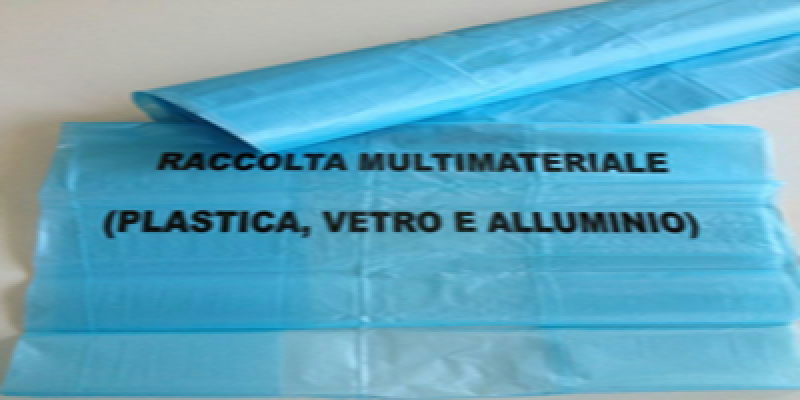 RACCOLTA MULTIMATERIALE
(PLASTICA, VETRO E ALLUMINIO)